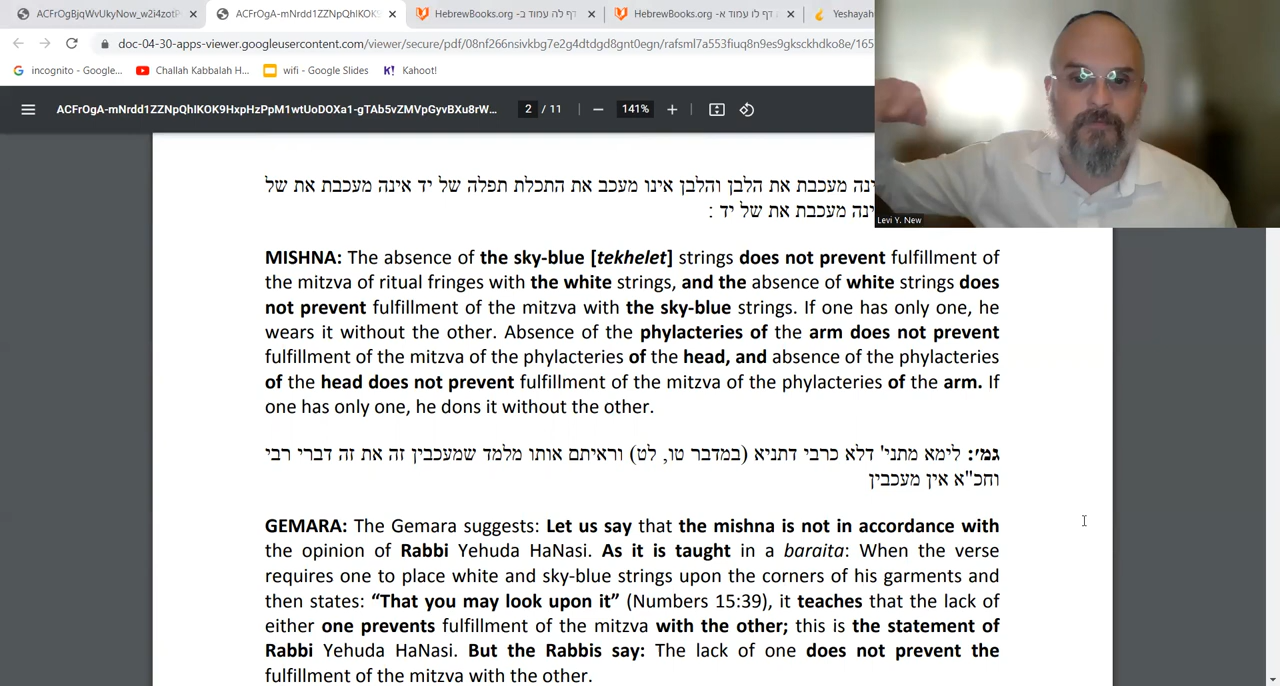 ACFrOgBjqWvUkyNow_w2i4zotP
ACFrOgA-mNrdd1ZZNpQhlKOK9
HebrewBooks.org - דף לה עמוד ב
HebrewBooks.org - דף לו עמוד א
Yeshayah
doc-04-30-apps-viewer.googleusercontent.com/viewer/secure/pdf/08nf266nsivkbg7e2g4dtdgd8gnt0egn/rafsml7a553fiuq8n9es9gksckhdko8e/165
incognito - Google...
Challah Kabbalah H...
wifi - Google Slides
Kahoot!
ACFrOgA-mNrdd1ZZNpQhlKOK9HxpHzPpM1wtUoDOXa1-gTAb5vZMVpGyvBXu8rW...
2 / 11
141%
Levi Y. New
מעכבת את הלבן והלבן אינו מעכב את התכלת תפלה של יד אינה מעכבת את של
מעכבת את של יד :
MISHNA: The absence of the sky-blue [tekhelet] strings does not prevent fulfillment of
the mitzva of ritual fringes with the white strings, and the absence of white strings does
not prevent fulfillment of the mitzva with the sky-blue strings. If one has only one, he
wears it without the other. Absence of the phylacteries of the arm does not prevent
fulfillment of the mitzva of the phylacteries of the head, and absence of the phylacteries
of the head does not prevent fulfillment of the mitzva of the phylacteries of the arm. If
one has only one, he dons it without the other.
גמ׳: לימא מתני' דלא כרבי דתניא (במדבר טו, לט) וראיתם אותו מלמד שמעכבין זה את זה דברי רבי
וחכ"א אין מעכבין
GEMARA: The Gemara suggests: Let us say that the mishna is not in accordance with
the opinion of Rabbi Yehuda HaNasi. As it is taught in a baraita: When the verse
requires one to place white and sky-blue strings upon the corners of his garments and
then states: “That you may look upon it” (Numbers 15:39), it teaches that the lack of
either one prevents fulfillment of the mitzva with the other; this is the statement of
Rabbi Yehuda HaNasi. But the Rabbis say: The lack of one does not prevent the
fulfillment of the mitzva with the other.